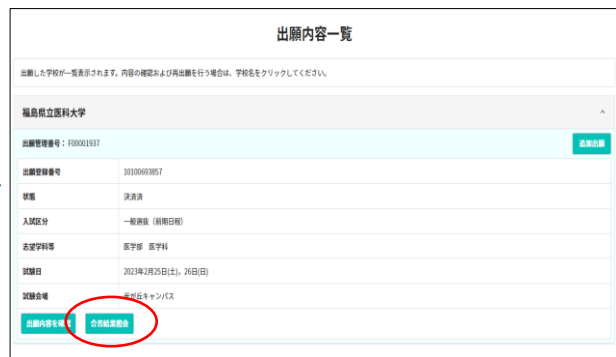 出願内容一覧
出願した学校が一覧表示されます。内容の確認および再出願を行う場合は、学校名をクリックしてください。
福島県立医科大学
出願管理番号： F00001937
追加出願
出願登録番号 10100693857
状態 決済済
入試区分 一般選抜（前期日程）
志望学科等 医学部 医学科
試験日 2023年2月25日(土)、26日(日)
試験会場 光が丘キャンパス
出願内容を確認 合否結果照会